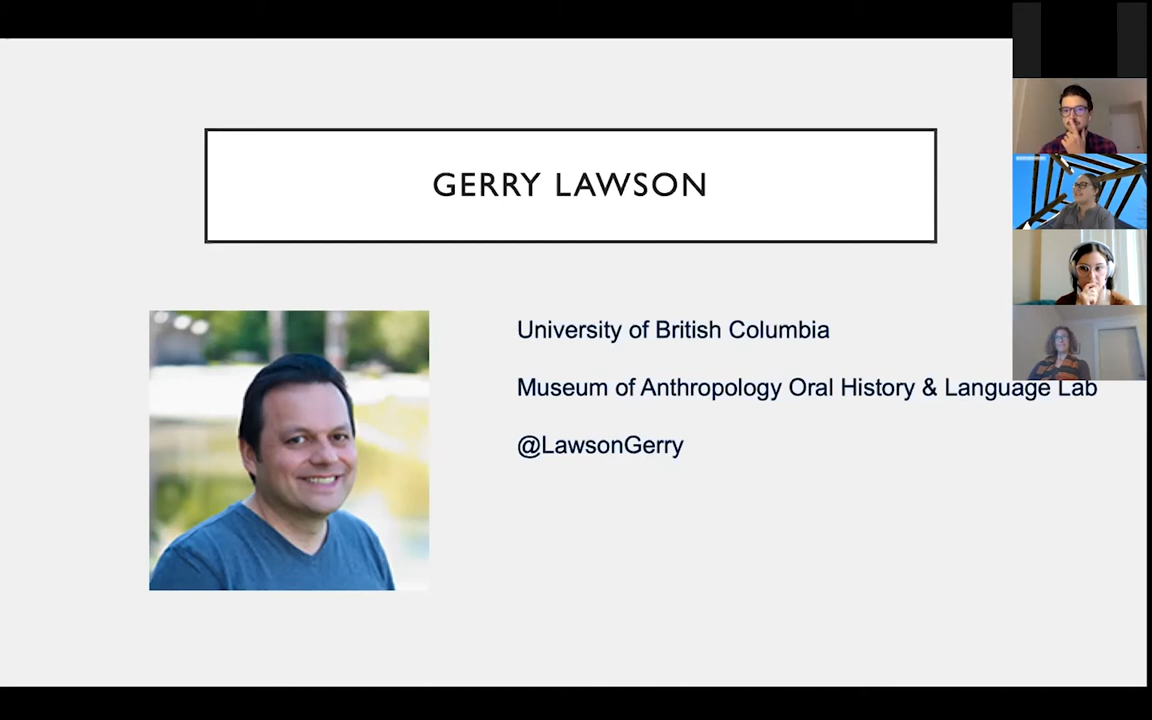 GERRY LAWSON
University of British Columbia
Museum of Anthropology Oral History & Language Lab
@LawsonGerry